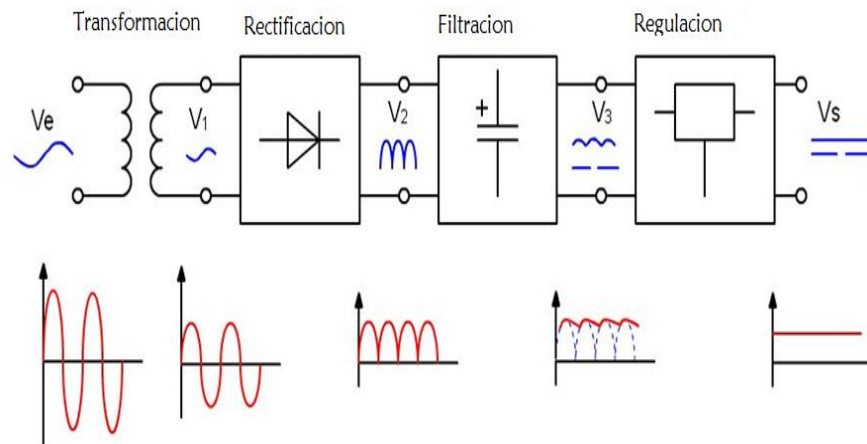 Transformacion
Rectificacion
Filtracion
Regulacion
Ve
V1
V2
+
V3
Vs